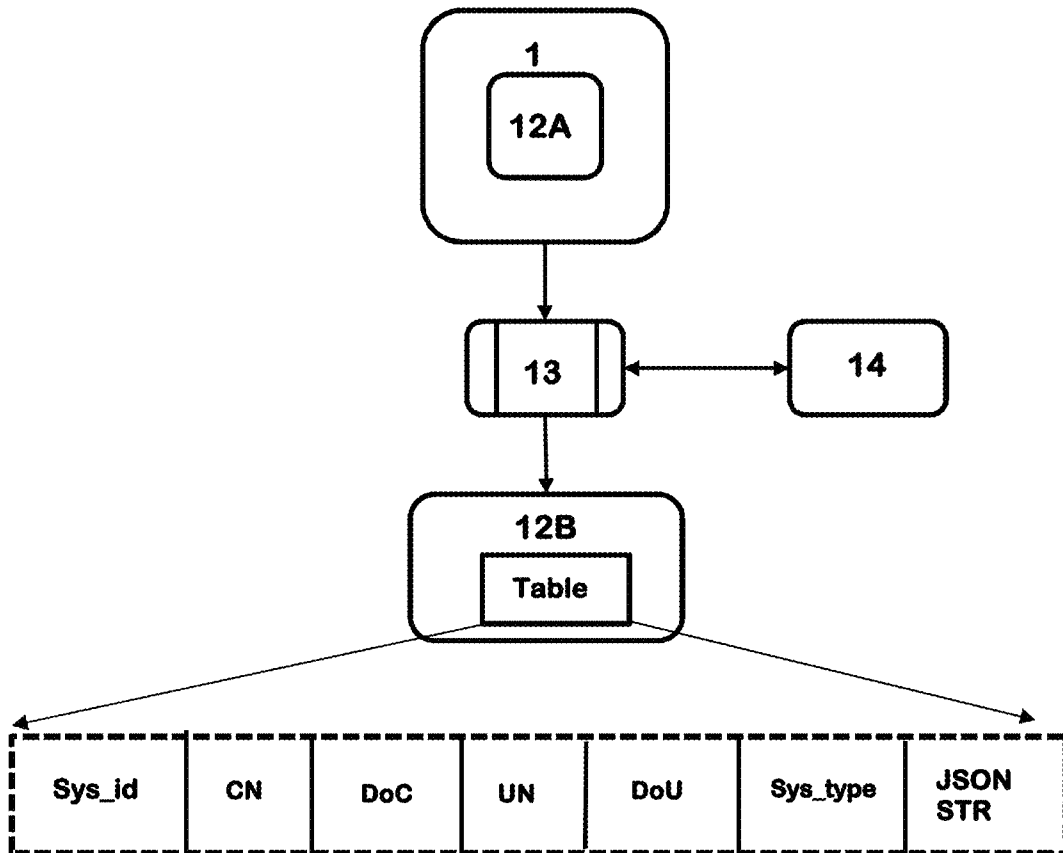 1
12A
13
14
12B
Table
Sys_id CN DoC UN DoU Sys_type JSON
STR